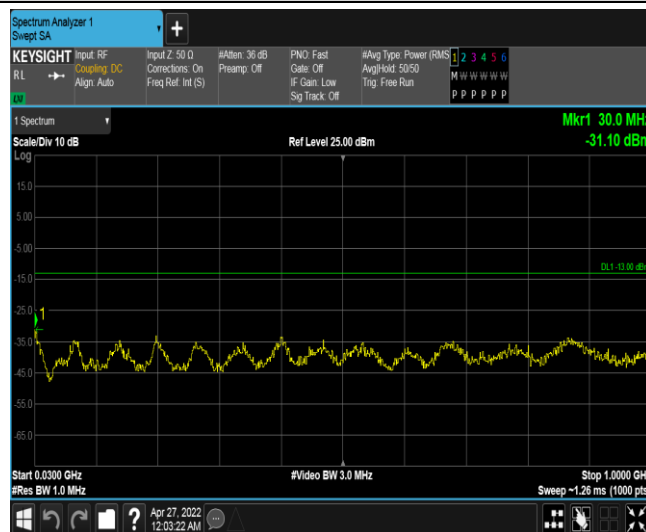 Spectrum Analyzer 1
Swept SA
KEYSIGHT
RL
LM
Input: RF
Coupling: DC
Align: Auto
Input Z: 50 Ω
Corrections: On
Freq Ref: Int (S)
#Atten: 36 dB
Preamp: Off
PNO: Fast
Gate: Off
IF Gain: Low
Sig Track: Off
#Avg Type: Power (RMS
Avg|Hold: 50/50
Trig: Free Run
1 2 3 4 5 6
M W W W W W
P P P P P P
1 Spectrum
Mkr1 30.0 MHz
Scale/Div 10 dB
Ref Level 25.00 dBm
-31.10 dBm
Log
15.0
5.00
-5.00
DL1 -13.00 dBm
-15.0
-25.0
1
-35.0
-45.0
-55.0
-65.0
Start 0.0300 GHz
#Video BW 3.0 MHz
Stop 1.0000 GHz
#Res BW 1.0 MHz
Sweep ~1.26 ms (1000 pts
?
Apr 27, 2022
12:03:22 AM